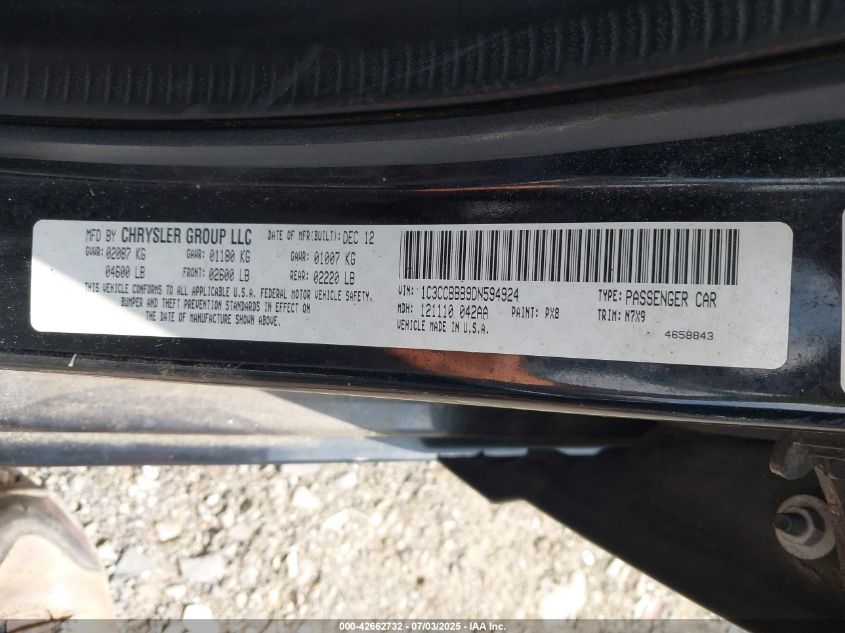 MFD BY CHRYSLER GROUP LLC DATE OF MFR(BUILT): DEC 12
GVWR: 02087 KG GAWR: 01180 KG GAWR: 01007 KG
04600 LB FRONT: 02600 LB REAR: 02220 LB
THIS VEHICLE CONFORMS TO ALL APPLICABLE U.S.A. FEDERAL MOTOR VEHICLE SAFETY,
BUMPER AND THEFT PREVENTION STANDARDS IN EFFECT ON
THE DATE OF MANUFACTURE SHOWN ABOVE.
VIN: 1C3CCBBB9DN594924 TYPE: PASSENGER CAR
MDH: 121110 042AA PAINT: PX8 TRIM: N7X9
VEHICLE MADE IN U.S.A.
4658843
000-42662732 - 07/03/2025 - IAA Inc.